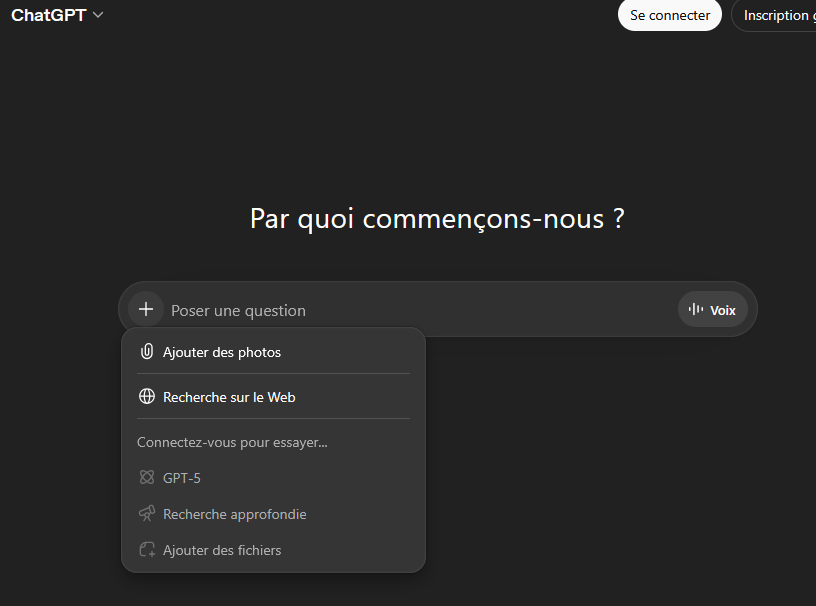 ChatGPT
Se connecter
Inscription
Par quoi commençons-nous ?
Poser une question
Voix
Ajouter des photos
Recherche sur le Web
Connectez-vous pour essayer...
GPT-5
Recherche approfondie
Ajouter des fichiers